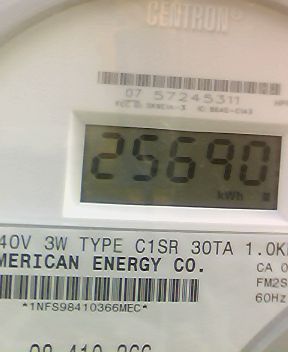 CENTRON®
07 57245311
25690
kWh
40V 3W TYPE C1SR 30TA 1.0K
MERICAN ENERGY CO.
CA 0
FM2S
60Hz
*1NFS98410366MEC*